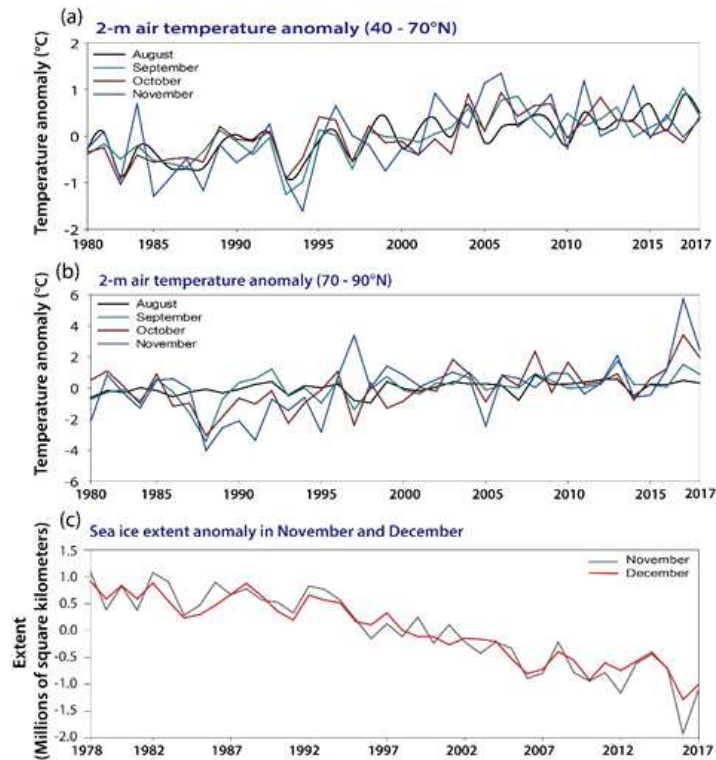 (a)
2-m air temperature anomaly (40 - 70°N)
Temperature anomaly (°C)
2
1
0
-1
-2
August
September
October
November
1980 1985 1990 1995 2000 2005 2010 2015 2017
(b)
2-m air temperature anomaly (70 - 90°N)
Temperature anomaly (°C)
6
4
2
0
-2
-4
-6
August
September
October
November
1980 1985 1990 1995 2000 2005 2010 2015 2017
(c)
Sea ice extent anomaly in November and December
Extent
(Millions of square kilometers)
1.5
1.0
0.5
0.0
-0.5
-1.0
-1.5
-2.0
November
December
1978 1982 1987 1992 1997 2002 2007 2012 2017